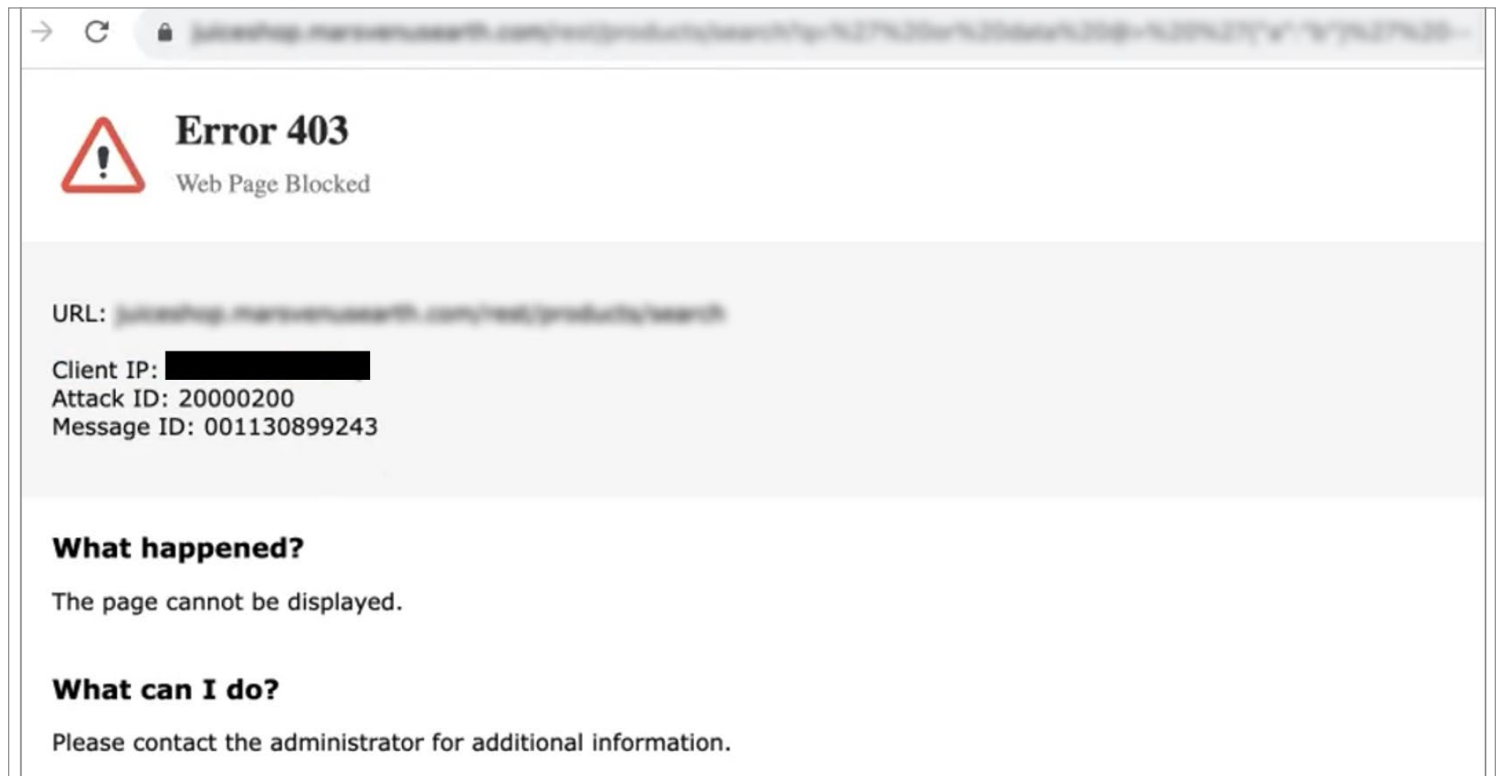 Error 403
Web Page Blocked
URL:
Client IP:
Attack ID: 20000200
Message ID: 001130899243
What happened?
The page cannot be displayed.
What can I do?
Please contact the administrator for additional information.